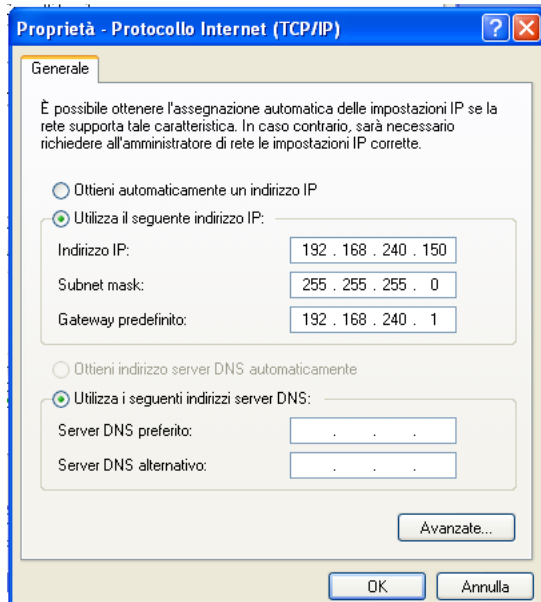 Proprietà - Protocollo Internet (TCP/IP)
Generale
È possibile ottenere l'assegnazione automatica delle impostazioni IP se la
rete supporta tale caratteristica. In caso contrario, sarà necessario
richiedere all'amministratore di rete le impostazioni IP corrette.
Ottieni automaticamente un indirizzo IP
Utilizza il seguente indirizzo IP:
Indirizzo IP: 192 . 168 . 240 . 150
Subnet mask: 255 . 255 . 255 . 0
Gateway predefinito: 192 . 168 . 240 . 1
Ottieni indirizzo server DNS automaticamente
Utilizza i seguenti indirizzi server DNS:
Server DNS preferito: . . .
Server DNS alternativo: . . .
Avanzate...
OK Annulla